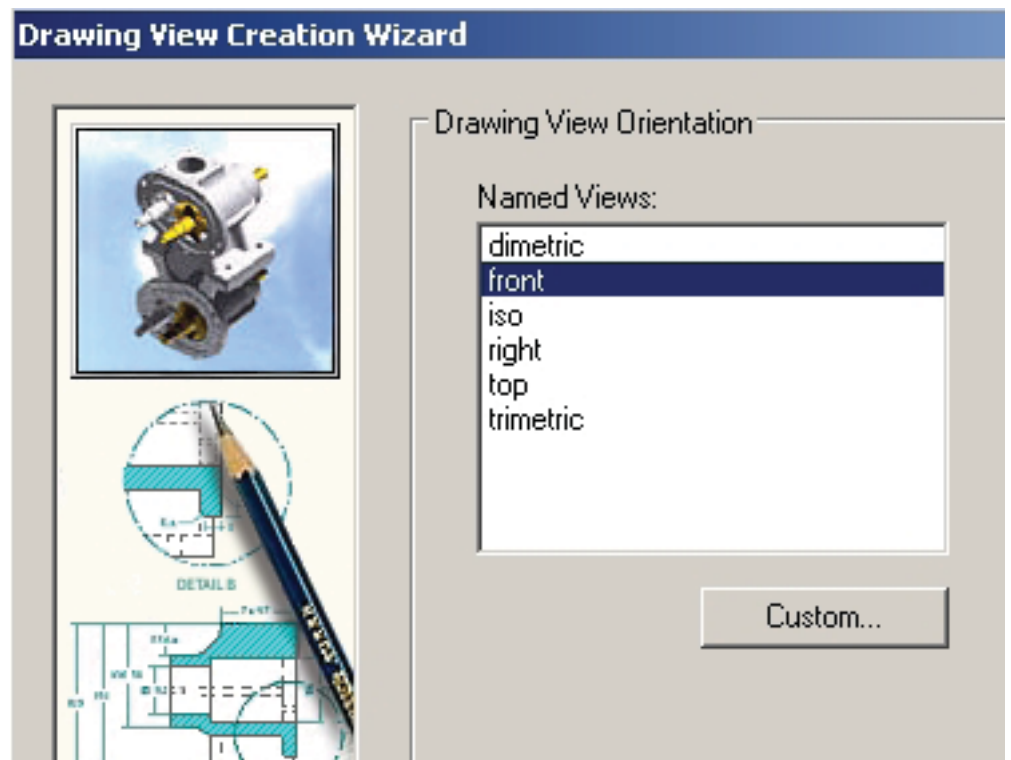 Drawing View Creation Wizard
Drawing View Orientation
Named Views:
dimetric
front
iso
right
top
trimetric
Custom...
DETAIL B